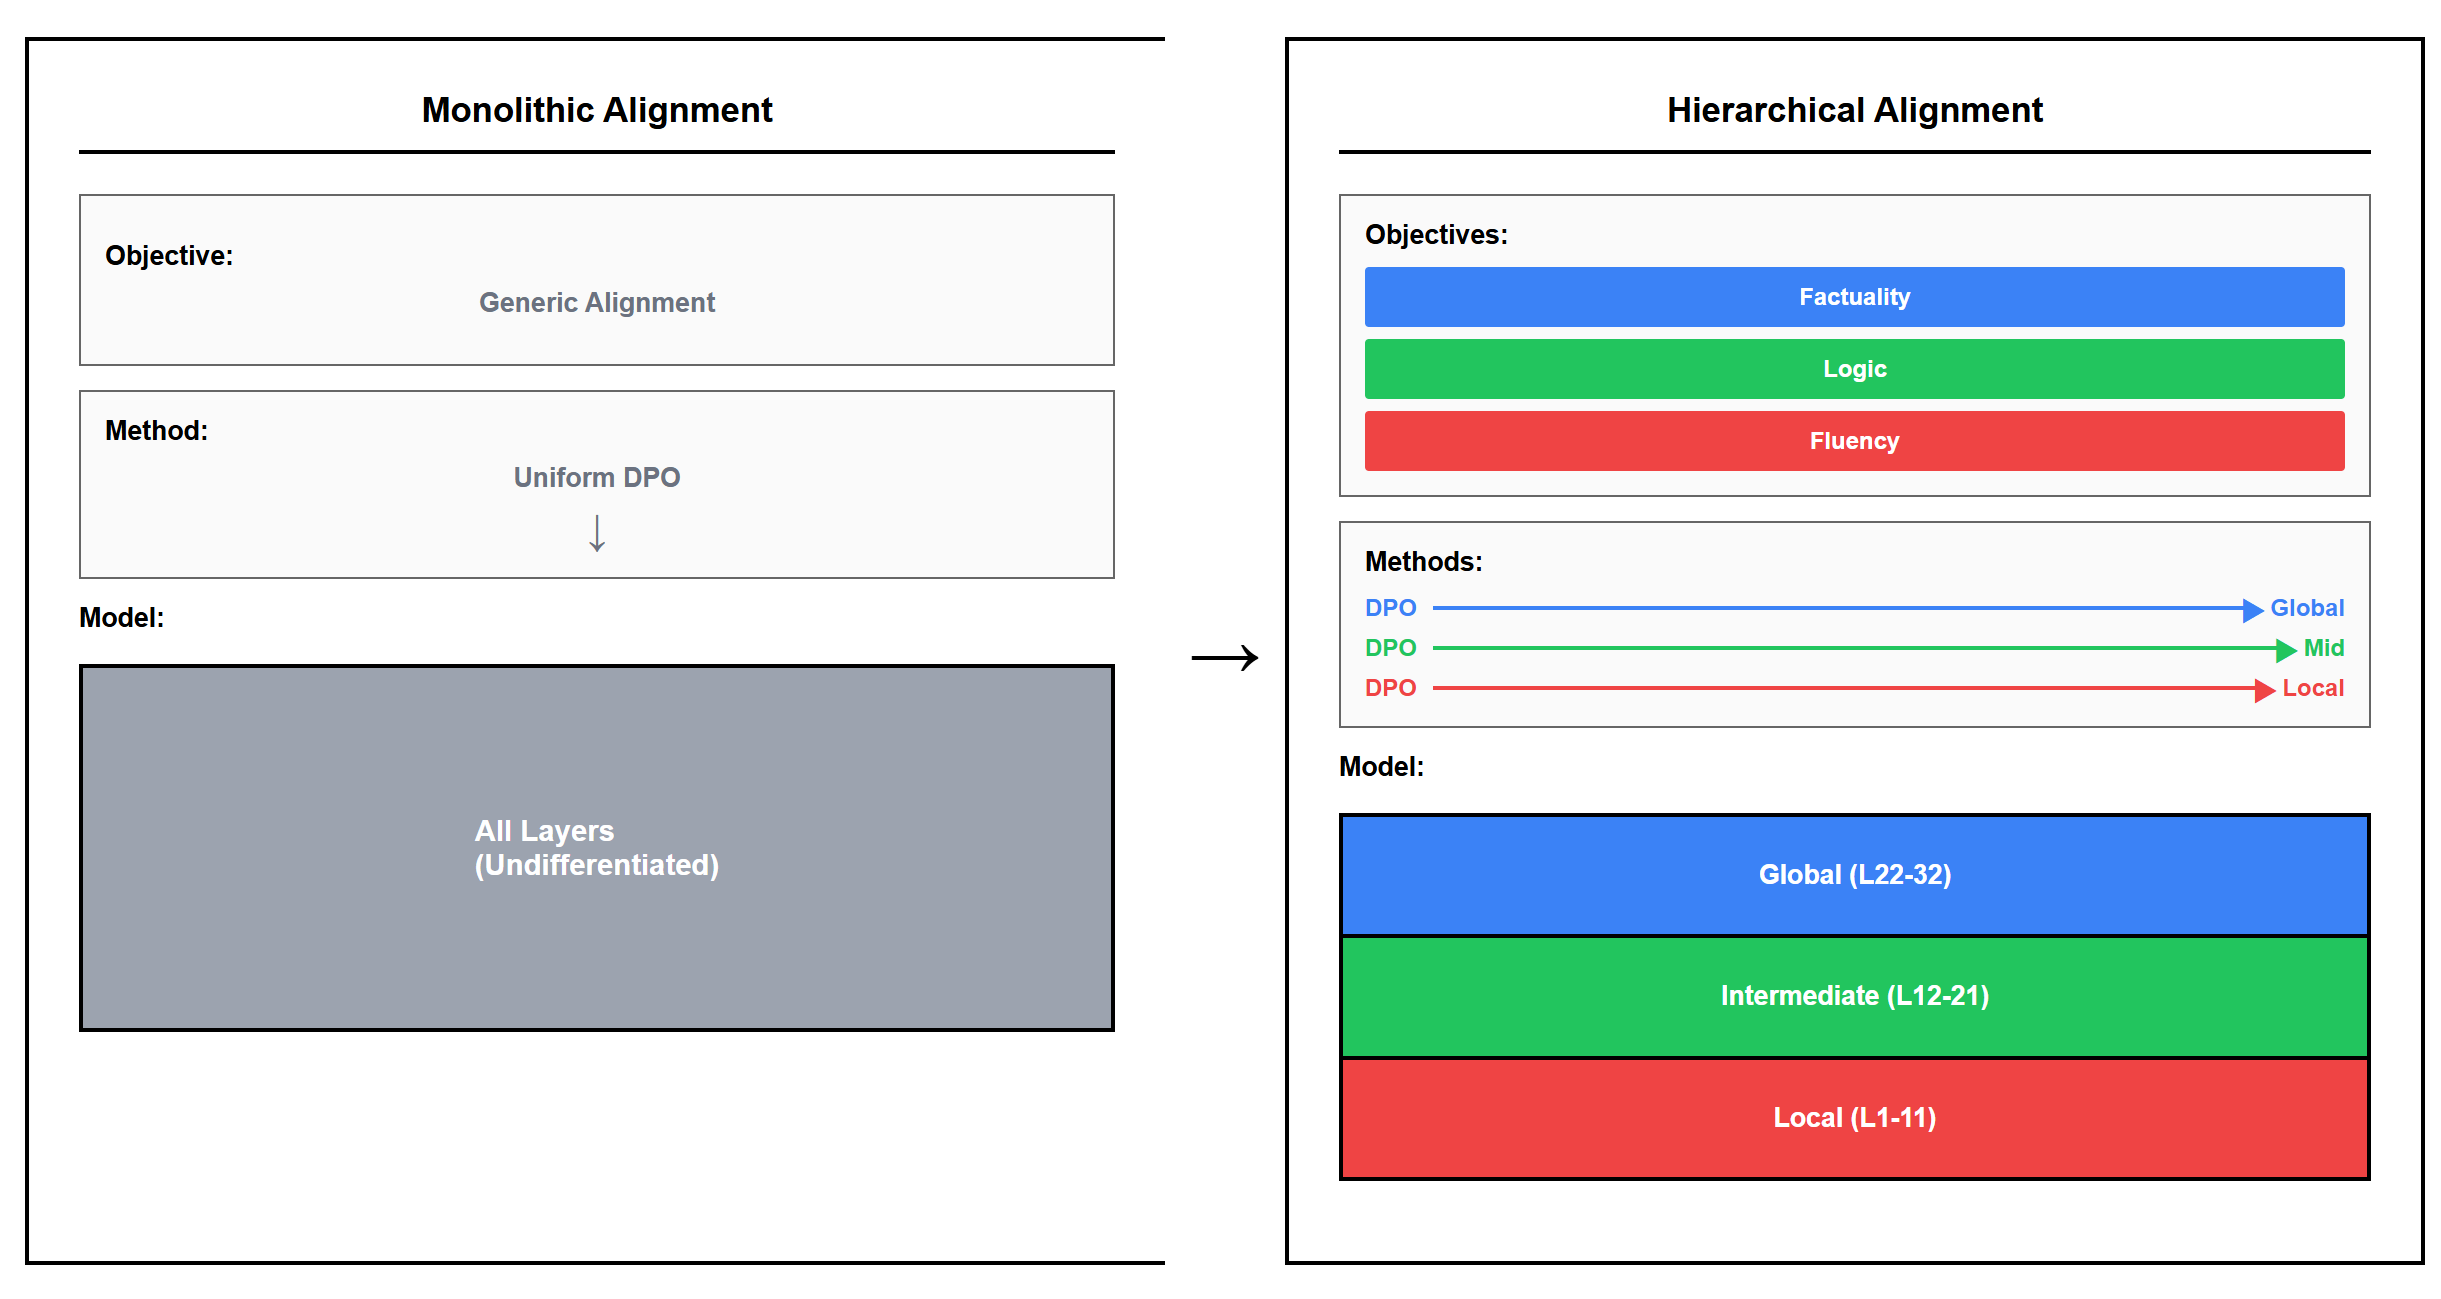 Monolithic Alignment
Objective:
Generic Alignment
Method:
Uniform DPO
↓
Model:
All Layers
(Undifferentiated)
→
Hierarchical Alignment
Objectives:
Factuality
Logic
Fluency
Methods:
DPO Global
DPO Mid
DPO Local
Model:
Global (L22-32)
Intermediate (L12-21)
Local (L1-11)